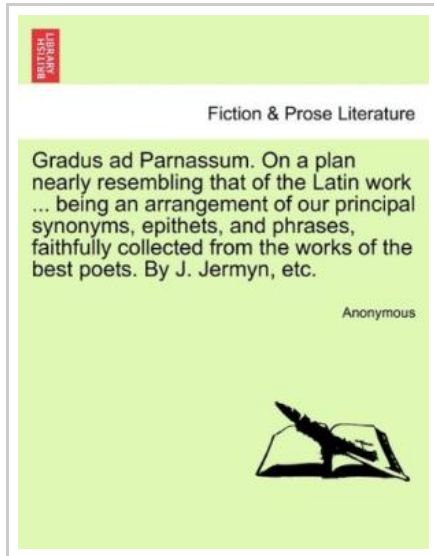 BRITISH
LIBRARY
Fiction & Prose Literature
Gradus ad Parnassum. On a plan
nearly resembling that of the Latin work
... being an arrangement of our principal
synonyms, epithets, and phrases,
faithfully collected from the works of the
best poets. By J. Jermyn, etc.
Anonymous